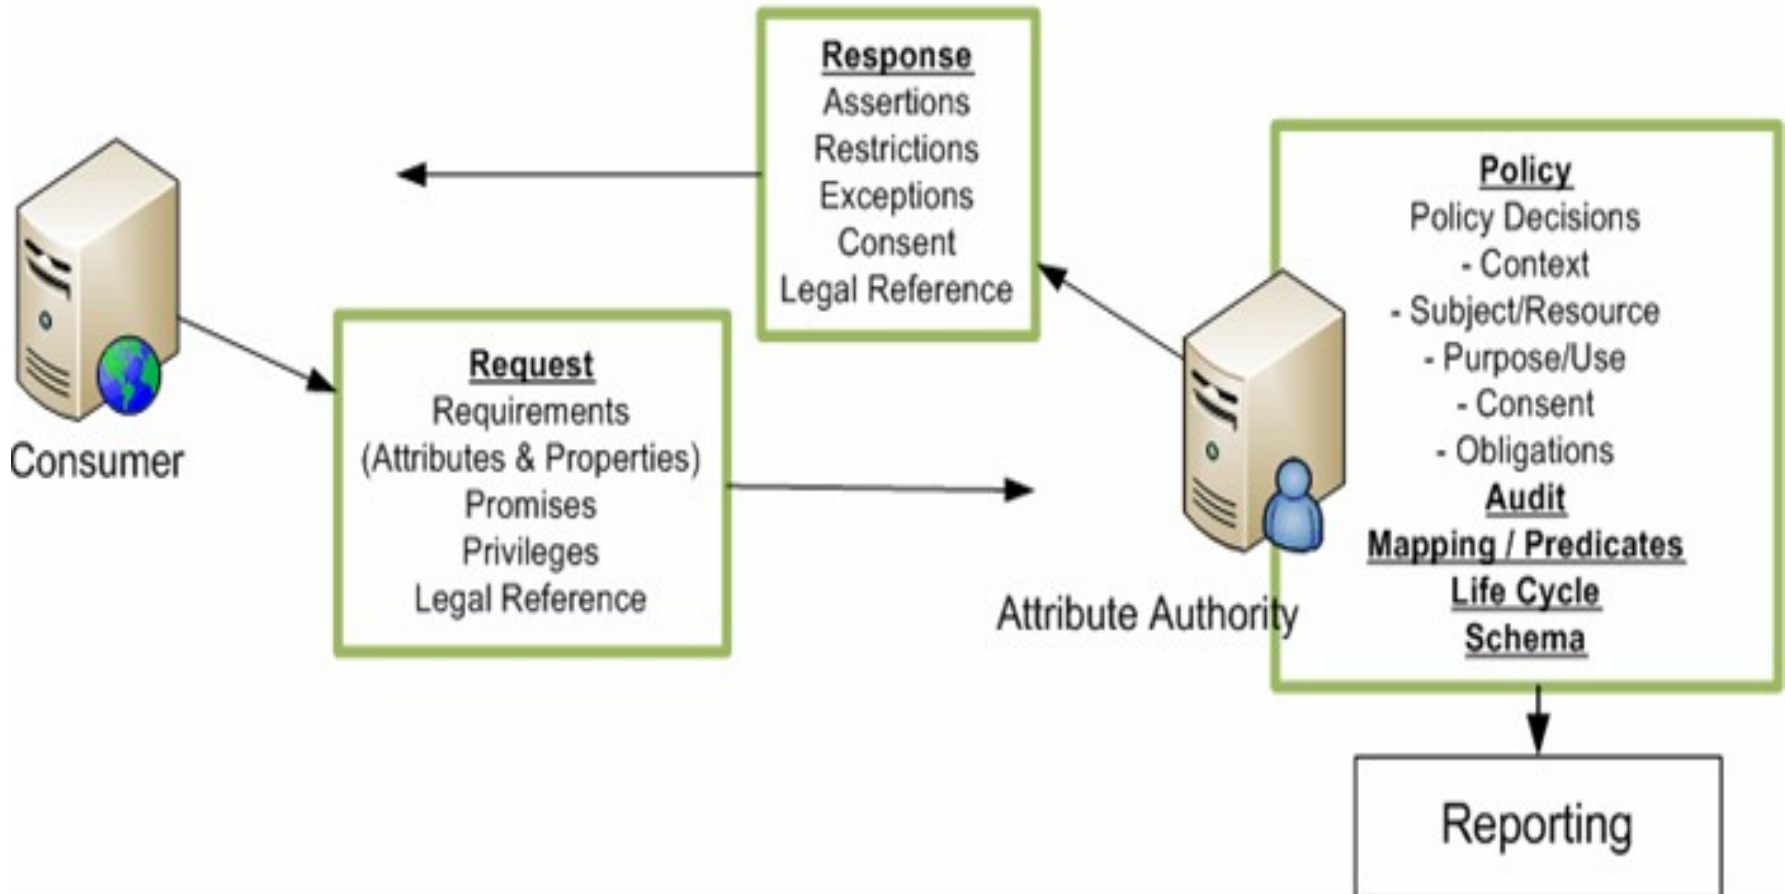 Response
Assertions
Restrictions
Exceptions
Consent
Legal Reference
Consumer
Request
Requirements
(Attributes & Properties)
Promises
Privileges
Legal Reference
Attribute Authority
Policy
Policy Decisions
- Context
- Subject/Resource
- Purpose/Use
- Consent
- Obligations
Audit
Mapping / Predicates
Life Cycle
Schema
Reporting